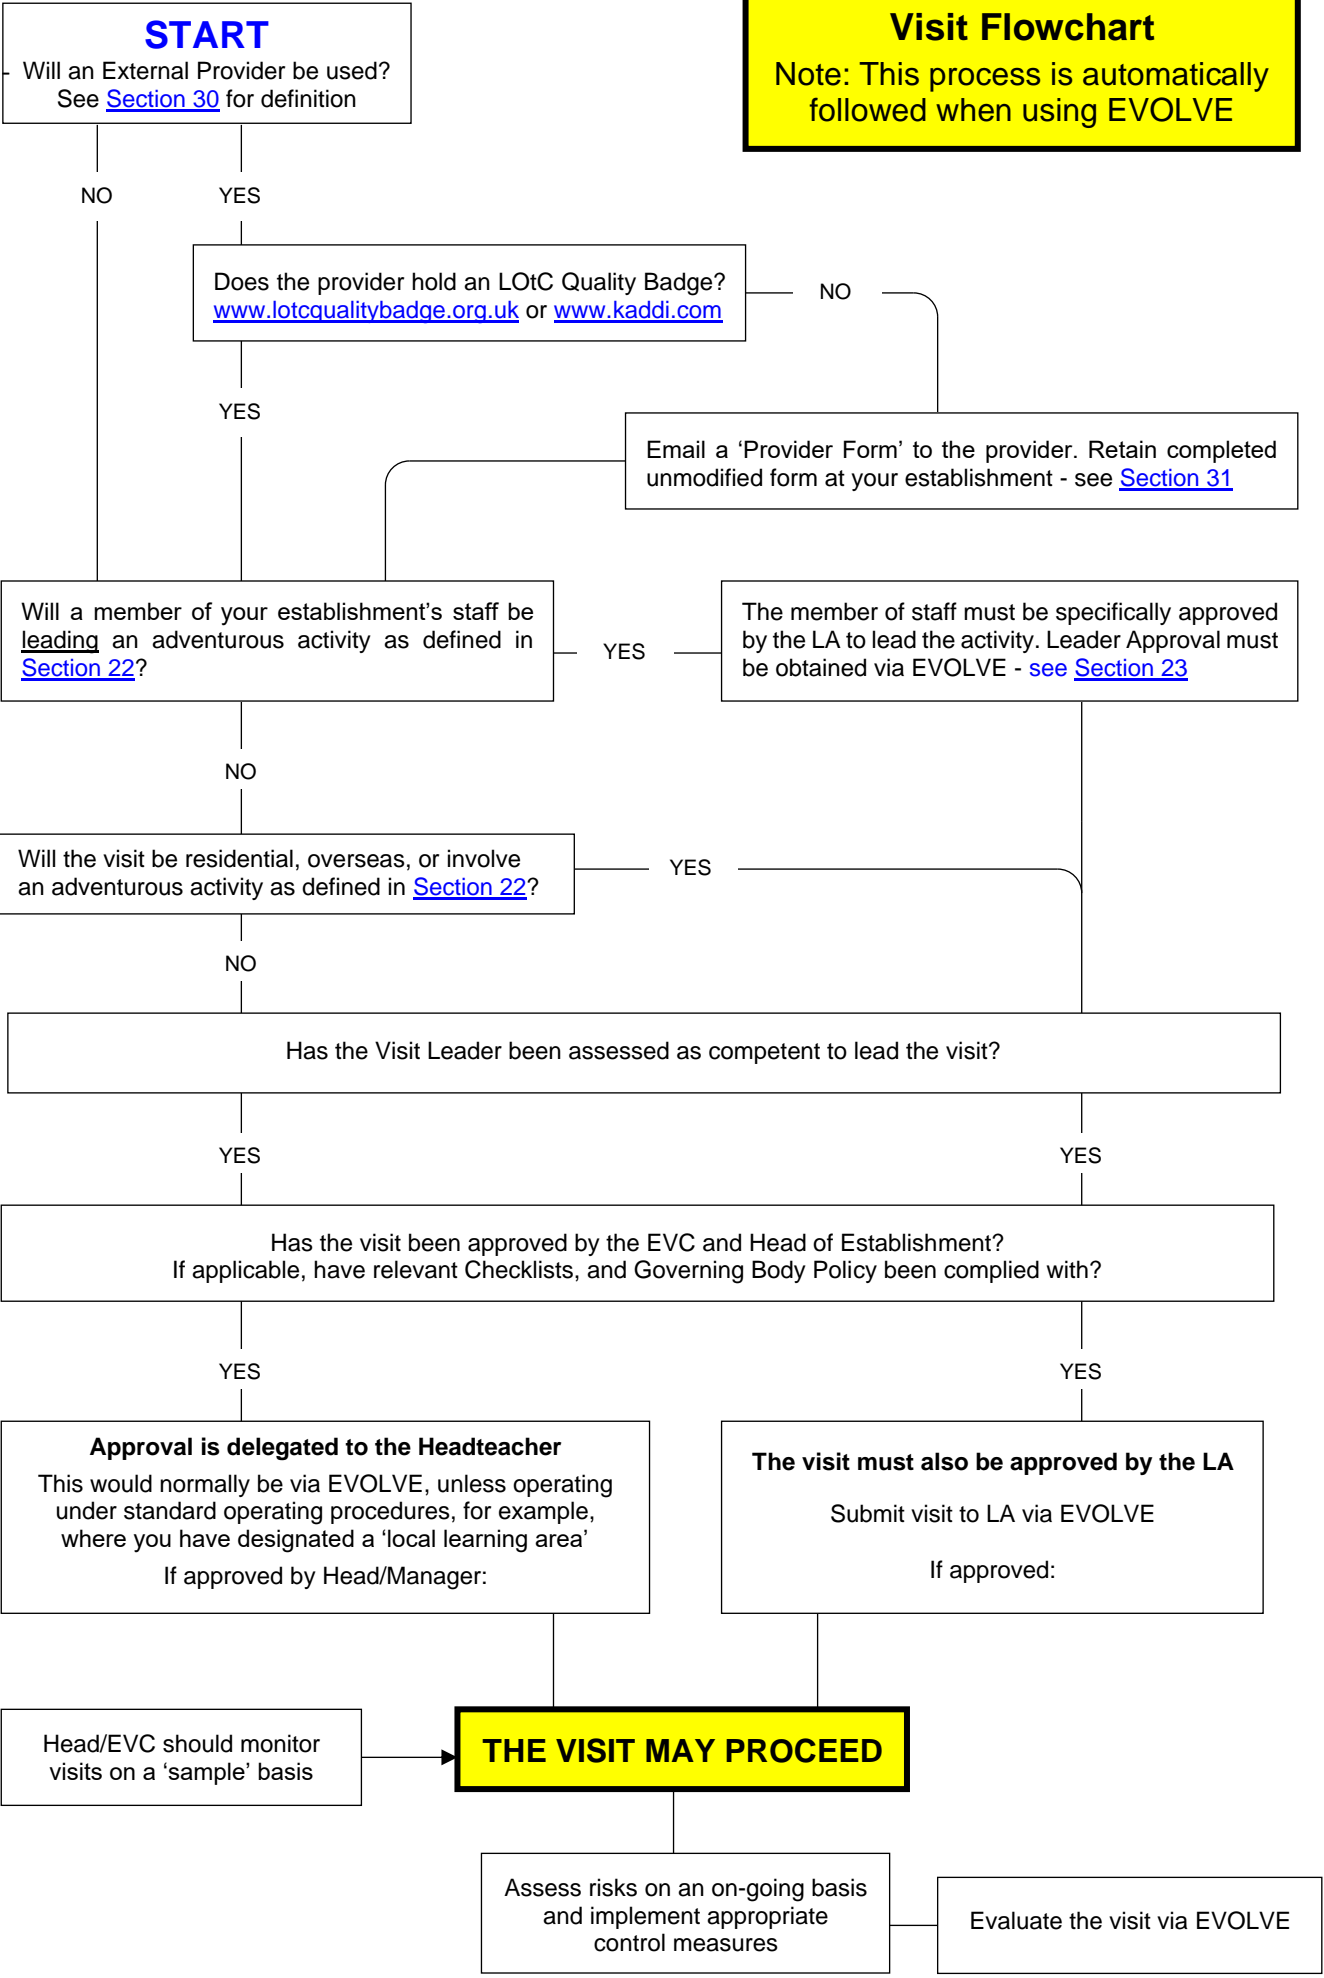 START
- Will an External Provider be used?
See Section 30 for definition
Visit Flowchart
Note: This process is automatically
followed when using EVOLVE
NO
YES
Does the provider hold an LOtC Quality Badge?
www.lotcqualitybadge.org.uk or www.kaddi.com
NO
YES
Email a ‘Provider Form’ to the provider. Retain completed
unmodified form at your establishment - see Section 31
Will a member of your establishment’s staff be
leading an adventurous activity as defined in
Section 22?
YES
The member of staff must be specifically approved
by the LA to lead the activity. Leader Approval must
be obtained via EVOLVE - see Section 23
NO
Will the visit be residential, overseas, or involve
an adventurous activity as defined in Section 22?
YES
NO
Has the Visit Leader been assessed as competent to lead the visit?
YES
YES
Has the visit been approved by the EVC and Head of Establishment?
If applicable, have relevant Checklists, and Governing Body Policy been complied with?
YES
YES
Approval is delegated to the Headteacher
This would normally be via EVOLVE, unless operating
under standard operating procedures, for example,
where you have designated a ‘local learning area’
If approved by Head/Manager:
The visit must also be approved by the LA
Submit visit to LA via EVOLVE
If approved:
Head/EVC should monitor
visits on a ‘sample’ basis
THE VISIT MAY PROCEED
Assess risks on an on-going basis
and implement appropriate
control measures
Evaluate the visit via EVOLVE